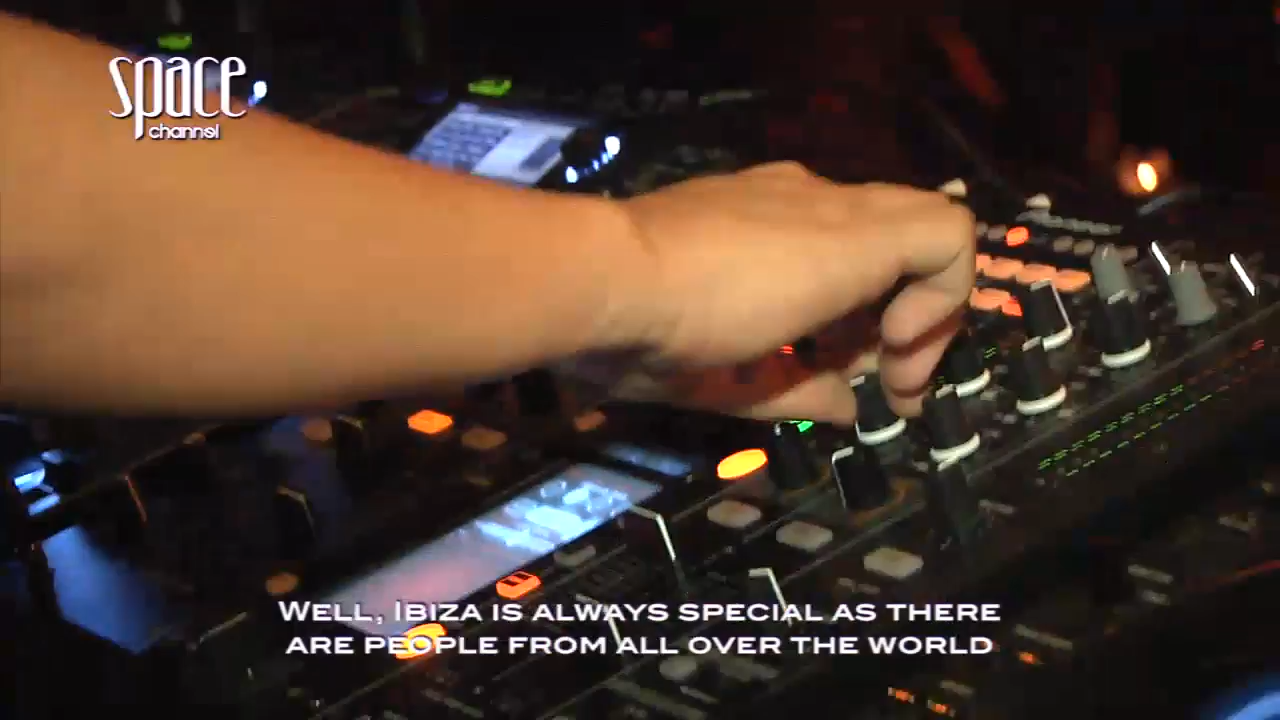 space
channel
WELL, IBIZA IS ALWAYS SPECIAL AS THERE
ARE PEOPLE FROM ALL OVER THE WORLD